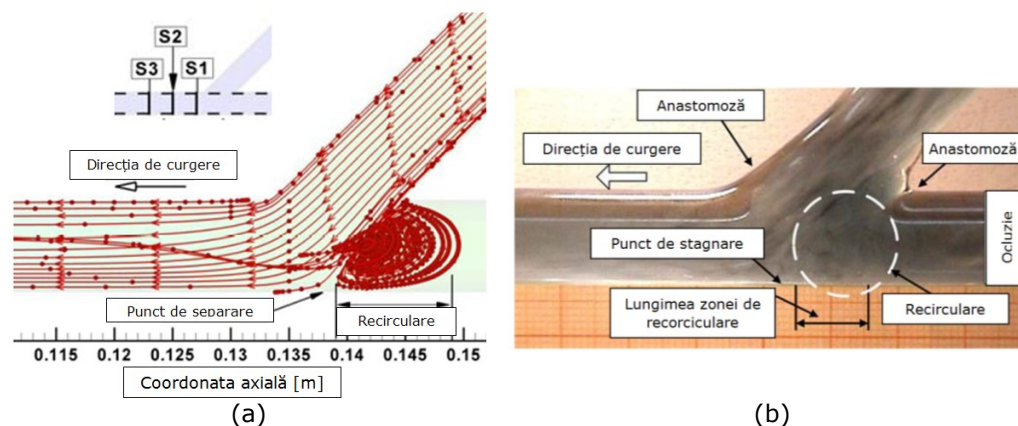 S2
S3 S1
Direcția de curgere
Punct de separare
Recirculare
0.115 0.12 0.125 0.13 0.135 0.14 0.145 0.15
Coordonata axială [m]
(a)
Anastomoză
Direcția de curgere
Anastomoză
Ocluzie
Punct de stagnare
Lungimea zonei de
recorciculare
Recirculare
(b)